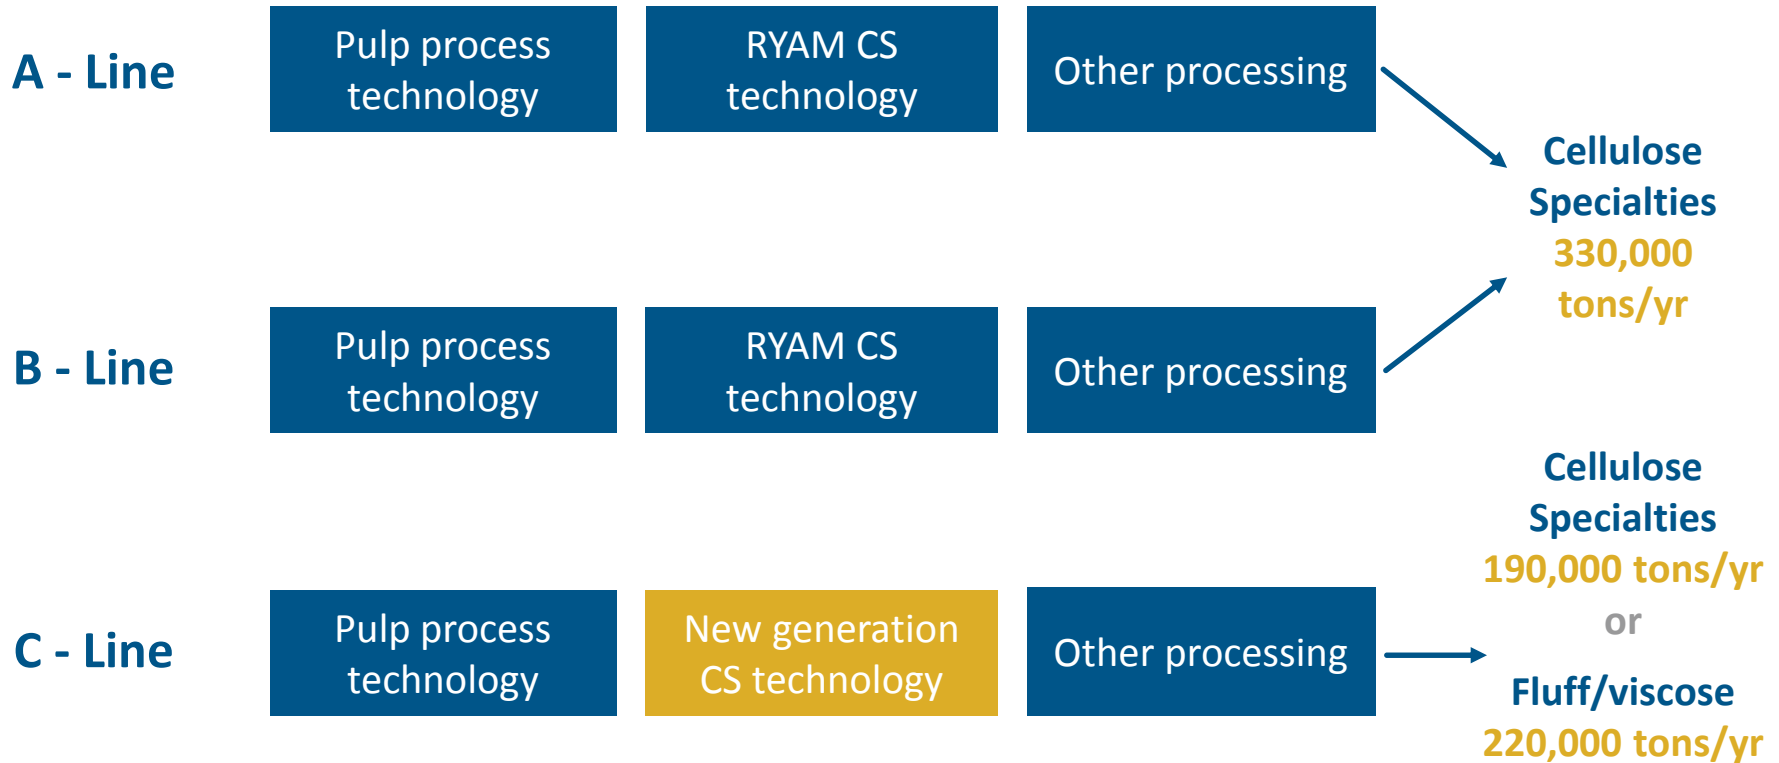 A - Line
Pulp process
technology
RYAM CS
technology
Other processing
Cellulose
Specialties
330,000
tons/yr
B - Line
Pulp process
technology
RYAM CS
technology
Other processing
C - Line
Pulp process
technology
New generation
CS technology
Other processing
Cellulose
Specialties
190,000 tons/yr
or
Fluff/viscose
220,000 tons/yr